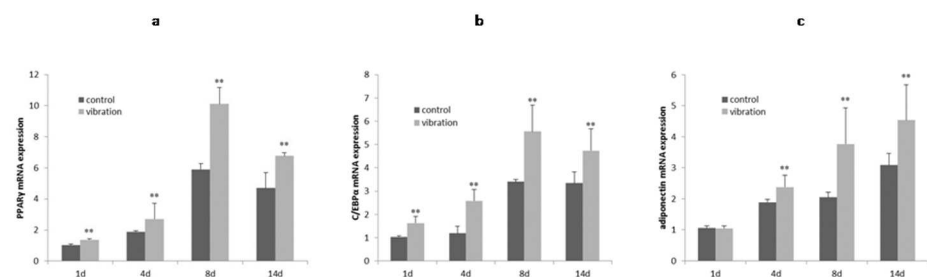 a
PPARγ mRNA expression
12
10
8
6
4
2
0
control
vibration
**
**
**
**
1d 4d 8d 14d
b
C/EBPα mRNA expression
8
7
6
5
4
3
2
1
0
control
vibration
**
**
**
**
1d 4d 8d 14d
c
adiponectin mRNA expression
6
5
4
3
2
1
0
control
vibration
**
**
**
1d 4d 8d 14d